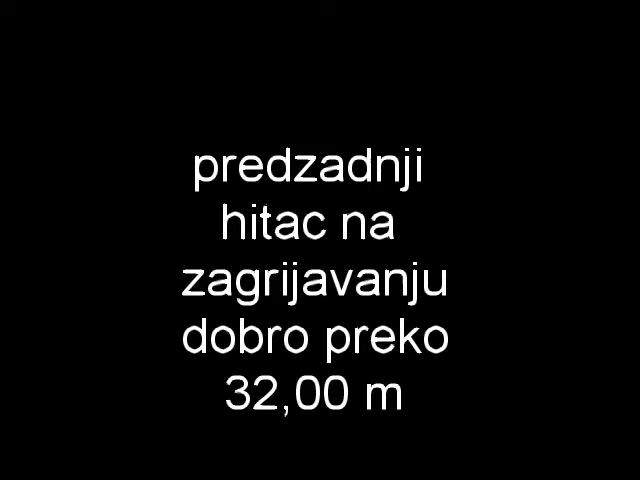 predzadnji
hitac na
zagrijavanju
dobro preko
32,00 m